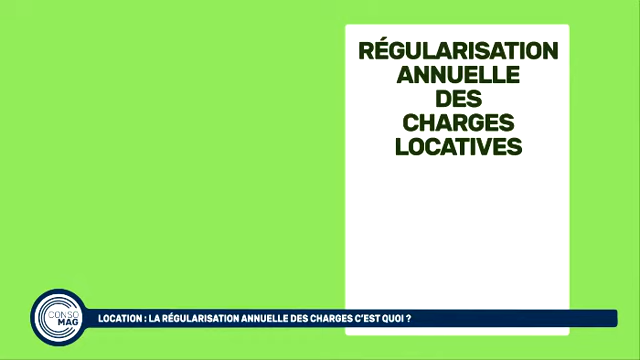 RÉGULARISATION
ANNUELLE
DES
CHARGES
LOCATIVES
CONSO
MAG
LOCATION : LA RÉGULARISATION ANNUELLE DES CHARGES C'EST QUOI ?